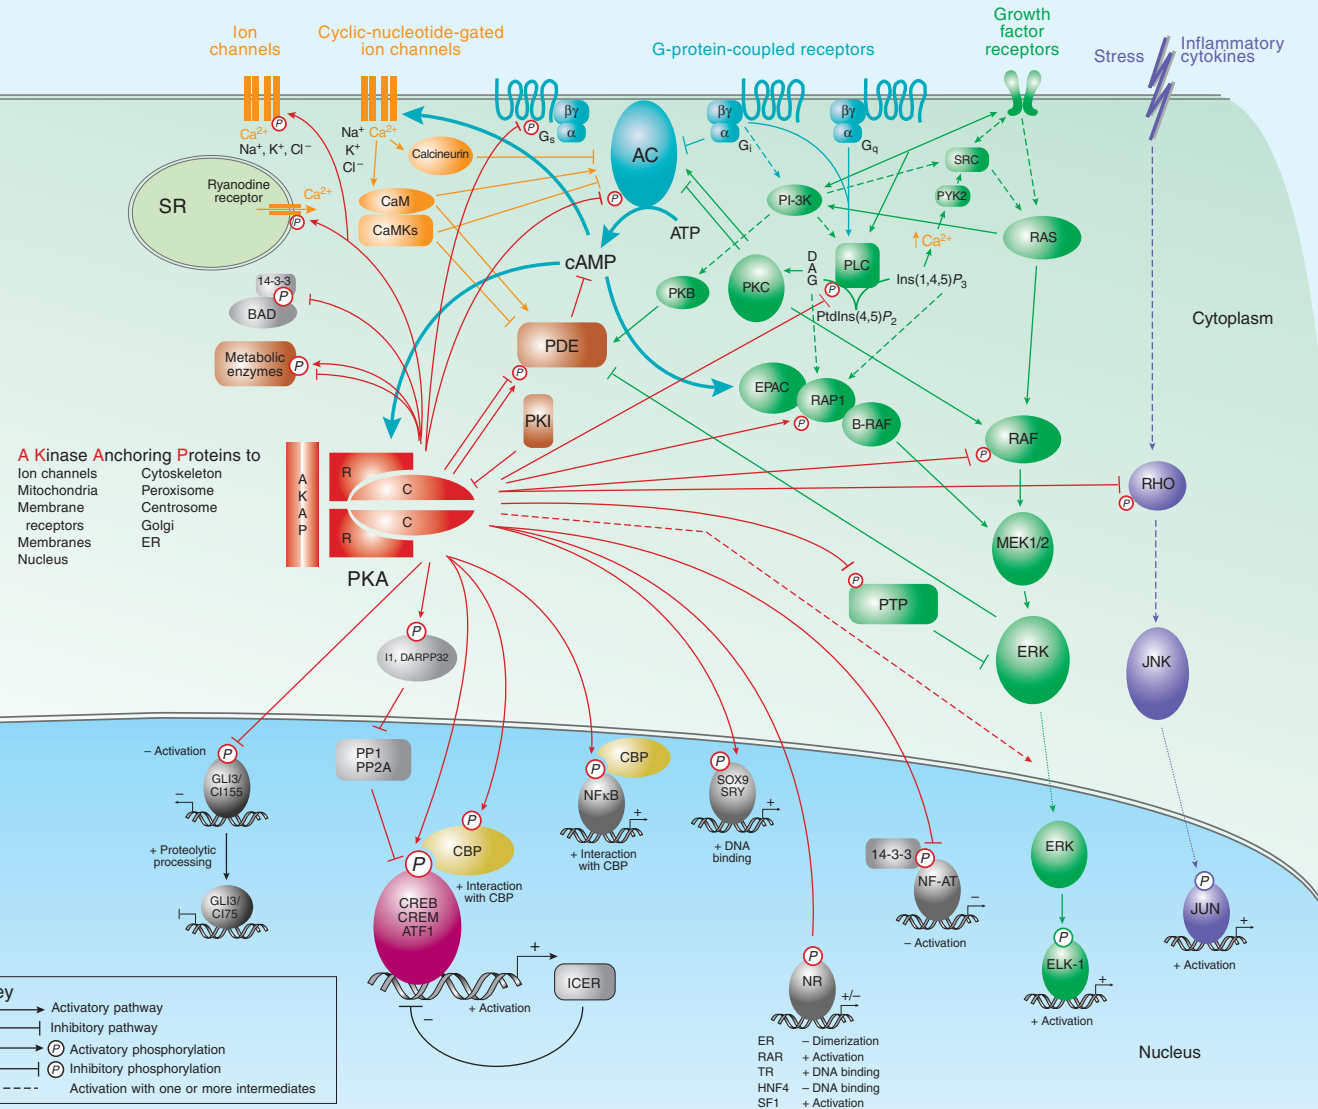 Ion
channels
Cyclic-nucleotide-gated
ion channels
G-protein-coupled receptors
Growth
factor
receptors
Stress
Inflammatory
cytokines
Ca2+
P
Na+, K+, Cl−
Na+ Ca2+
K+
Cl−
Calcineurin
P
Gs
βγ
α
AC
βγ
α
Gi
βγ
α
Gq
SRC
PYK2
SR
Ryanodine
receptor
Ca2+
P
CaM
CaMKs
P
ATP
PI-3K
RAS
↑Ca2+
cAMP
PKB
PKC
D
A
G
PLC
P
Ins(1,4,5)P3
PtdIns(4,5)P2
14-3-3
P
BAD
Cytoplasm
Metabolic
enzymes
P
PDE
P
PKI
EPAC
RAP1
P
B-RAF
RAF
P
A Kinase Anchoring Proteins to
Ion channels
Mitochondria
Membrane
receptors
Membranes
Nucleus
Cytoskeleton
Peroxisome
Centrosome
Golgi
ER
A
K
A
P
R
C
C
R
PKA
RHO
P
MEK1/2
P
PTP
ERK
JNK
P
I1, DARPP32
− Activation
P
GLI3/
CI155
−
+ Proteolytic
processing
GLI3/
CI75
PP1
PP2A
P
CBP
P
+ Interaction
with CBP
CREB
CREM
ATF1
+
+ Activation
−
ICER
CBP
P
NFκB
+
+ Interaction
with CBP
P
SOX9
SRY
+
+ DNA
binding
14-3-3
P
NF-AT
−
− Activation
ERK
P
ELK-1
+
+ Activation
P
JUN
+
+ Activation
P
NR
+/−
ER − Dimerization
RAR + Activation
TR + DNA binding
HNF4 − DNA binding
SF1 + Activation
Nucleus
ey
Activatory pathway
Inhibitory pathway
P Activatory phosphorylation
P Inhibitory phosphorylation
Activation with one or more intermediates